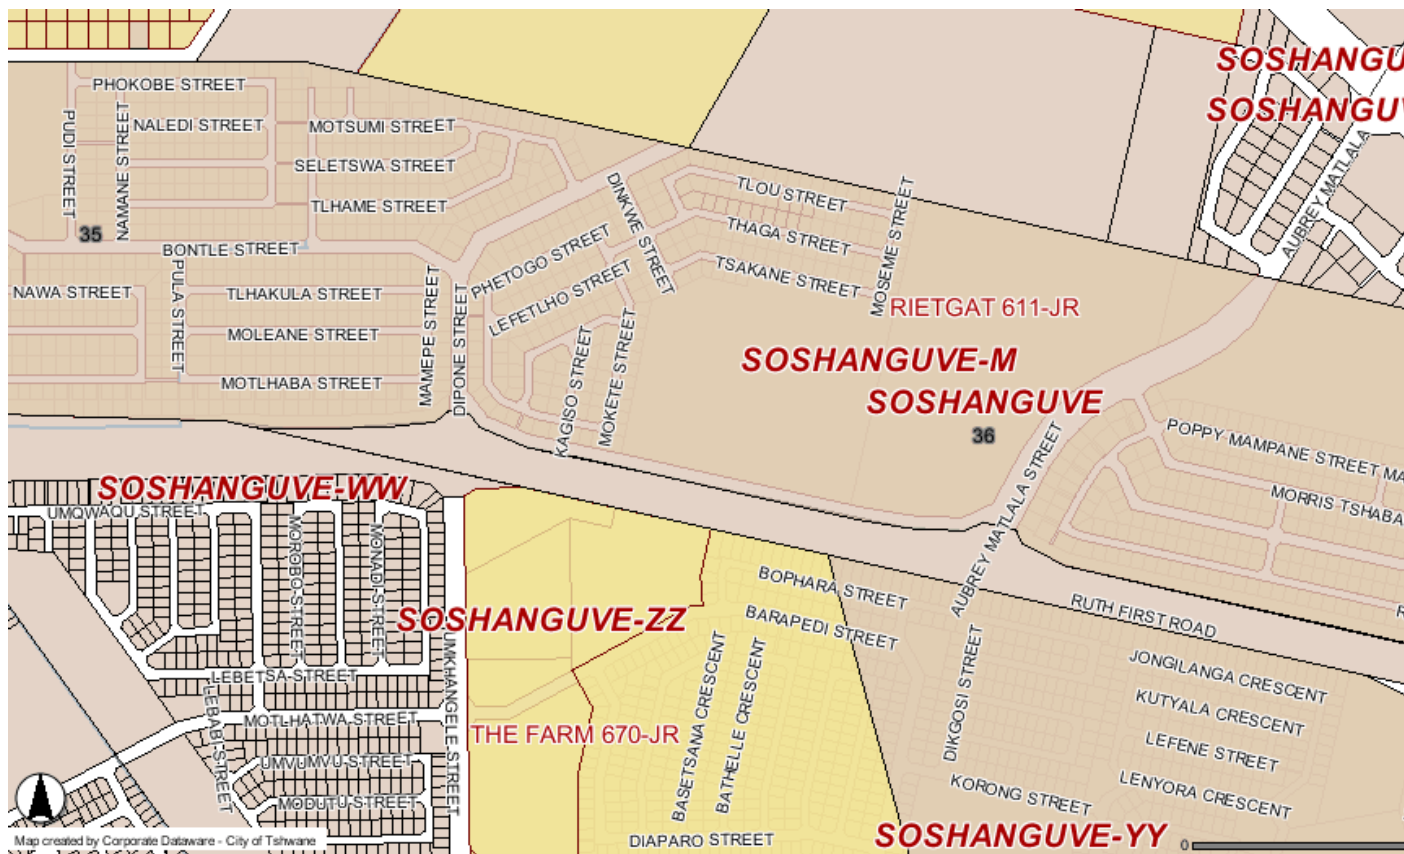 SOSHANGU
SOSHANGUV
PHOKOBE STREET
NALEDI STREET
MOTSUMI STREET
PUDI STREET
NAMANE STREET
SELETSWA STREET
TLHAME STREET
AUBREY MATLALA
DINKWE STREET
TLOU STREET
THAGA STREET
MOSEME STREET
35
BONTLE STREET
PHETOGO STREET
TSAKANE STREET
NAWA STREET
PULA STREET
TLHAKULA STREET
LEFETLHO STREET
MAMEPE STREET
DIPONE STREET
RIETGAT 611-JR
MOLEANE STREET
MOTLHABA STREET
KAGISO STREET
MOKETE STREET
SOSHANGUVE-M
SOSHANGUVE
36
POPPY MAMPANE STREET MA
MORRIS TSHABA
AUBREY MATLALA STREET
SOSHANGUVE-WW
UMQWAQU STREET
MOROBO STREET
MONADI STREET
BOPHARA STREET
BARAPEDI STREET
RUTH FIRST ROAD
R
SOSHANGUVE-ZZ
UMKHANGELE STREET
LEBETSA STREET
LEBABI STREET
MOTLHATWA STREET
THE FARM 670-JR
BASETSANA CRESCENT
BATHELLE CRESCENT
DIKGOSI STREET
JONGILANGA CRESCENT
KUTYALA CRESCENT
LEFENE STREET
LENYORA CRESCENT
KORONG STREET
UMVUMVU STREET
MODUTU STREET
DIAPARO STREET
SOSHANGUVE-YY
Map created by Corporate Dataware - City of Tshwane
0